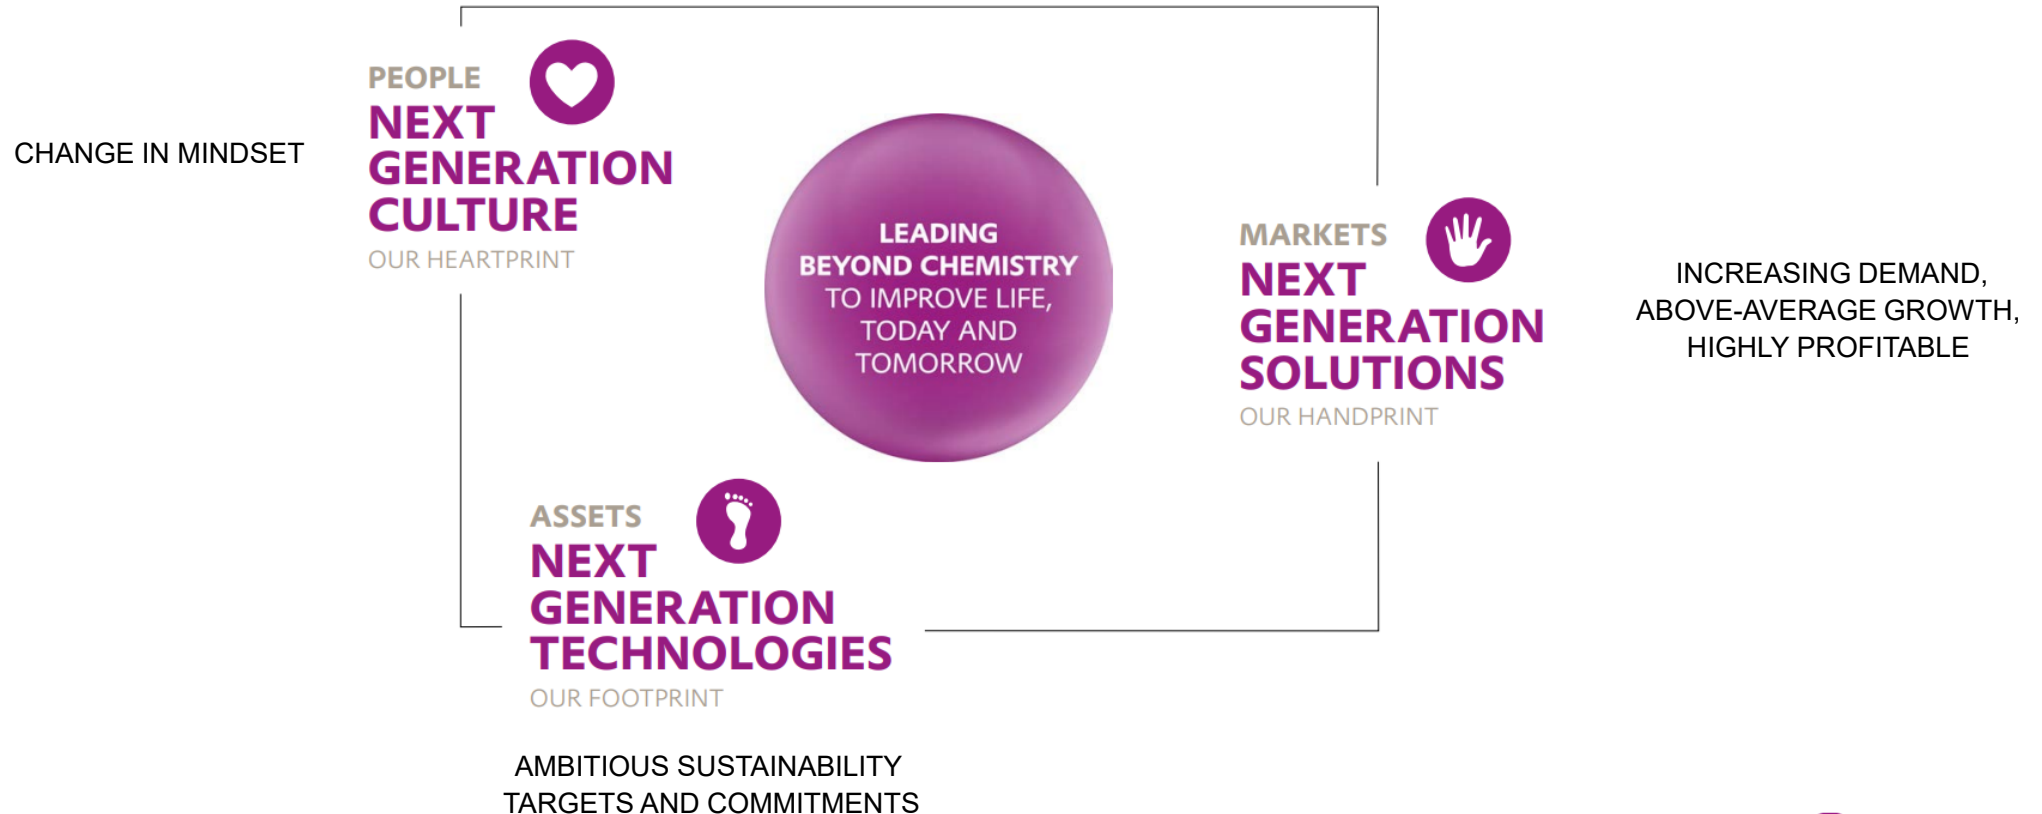 CHANGE IN MINDSET
PEOPLE
NEXT
GENERATION
CULTURE
OUR HEARTPRINT
LEADING
BEYOND CHEMISTRY
TO IMPROVE LIFE,
TODAY AND
TOMORROW
MARKETS
NEXT
GENERATION
SOLUTIONS
OUR HANDPRINT
INCREASING DEMAND,
ABOVE-AVERAGE GROWTH,
HIGHLY PROFITABLE
ASSETS
NEXT
GENERATION
TECHNOLOGIES
OUR FOOTPRINT
AMBITIOUS SUSTAINABILITY
TARGETS AND COMMITMENTS